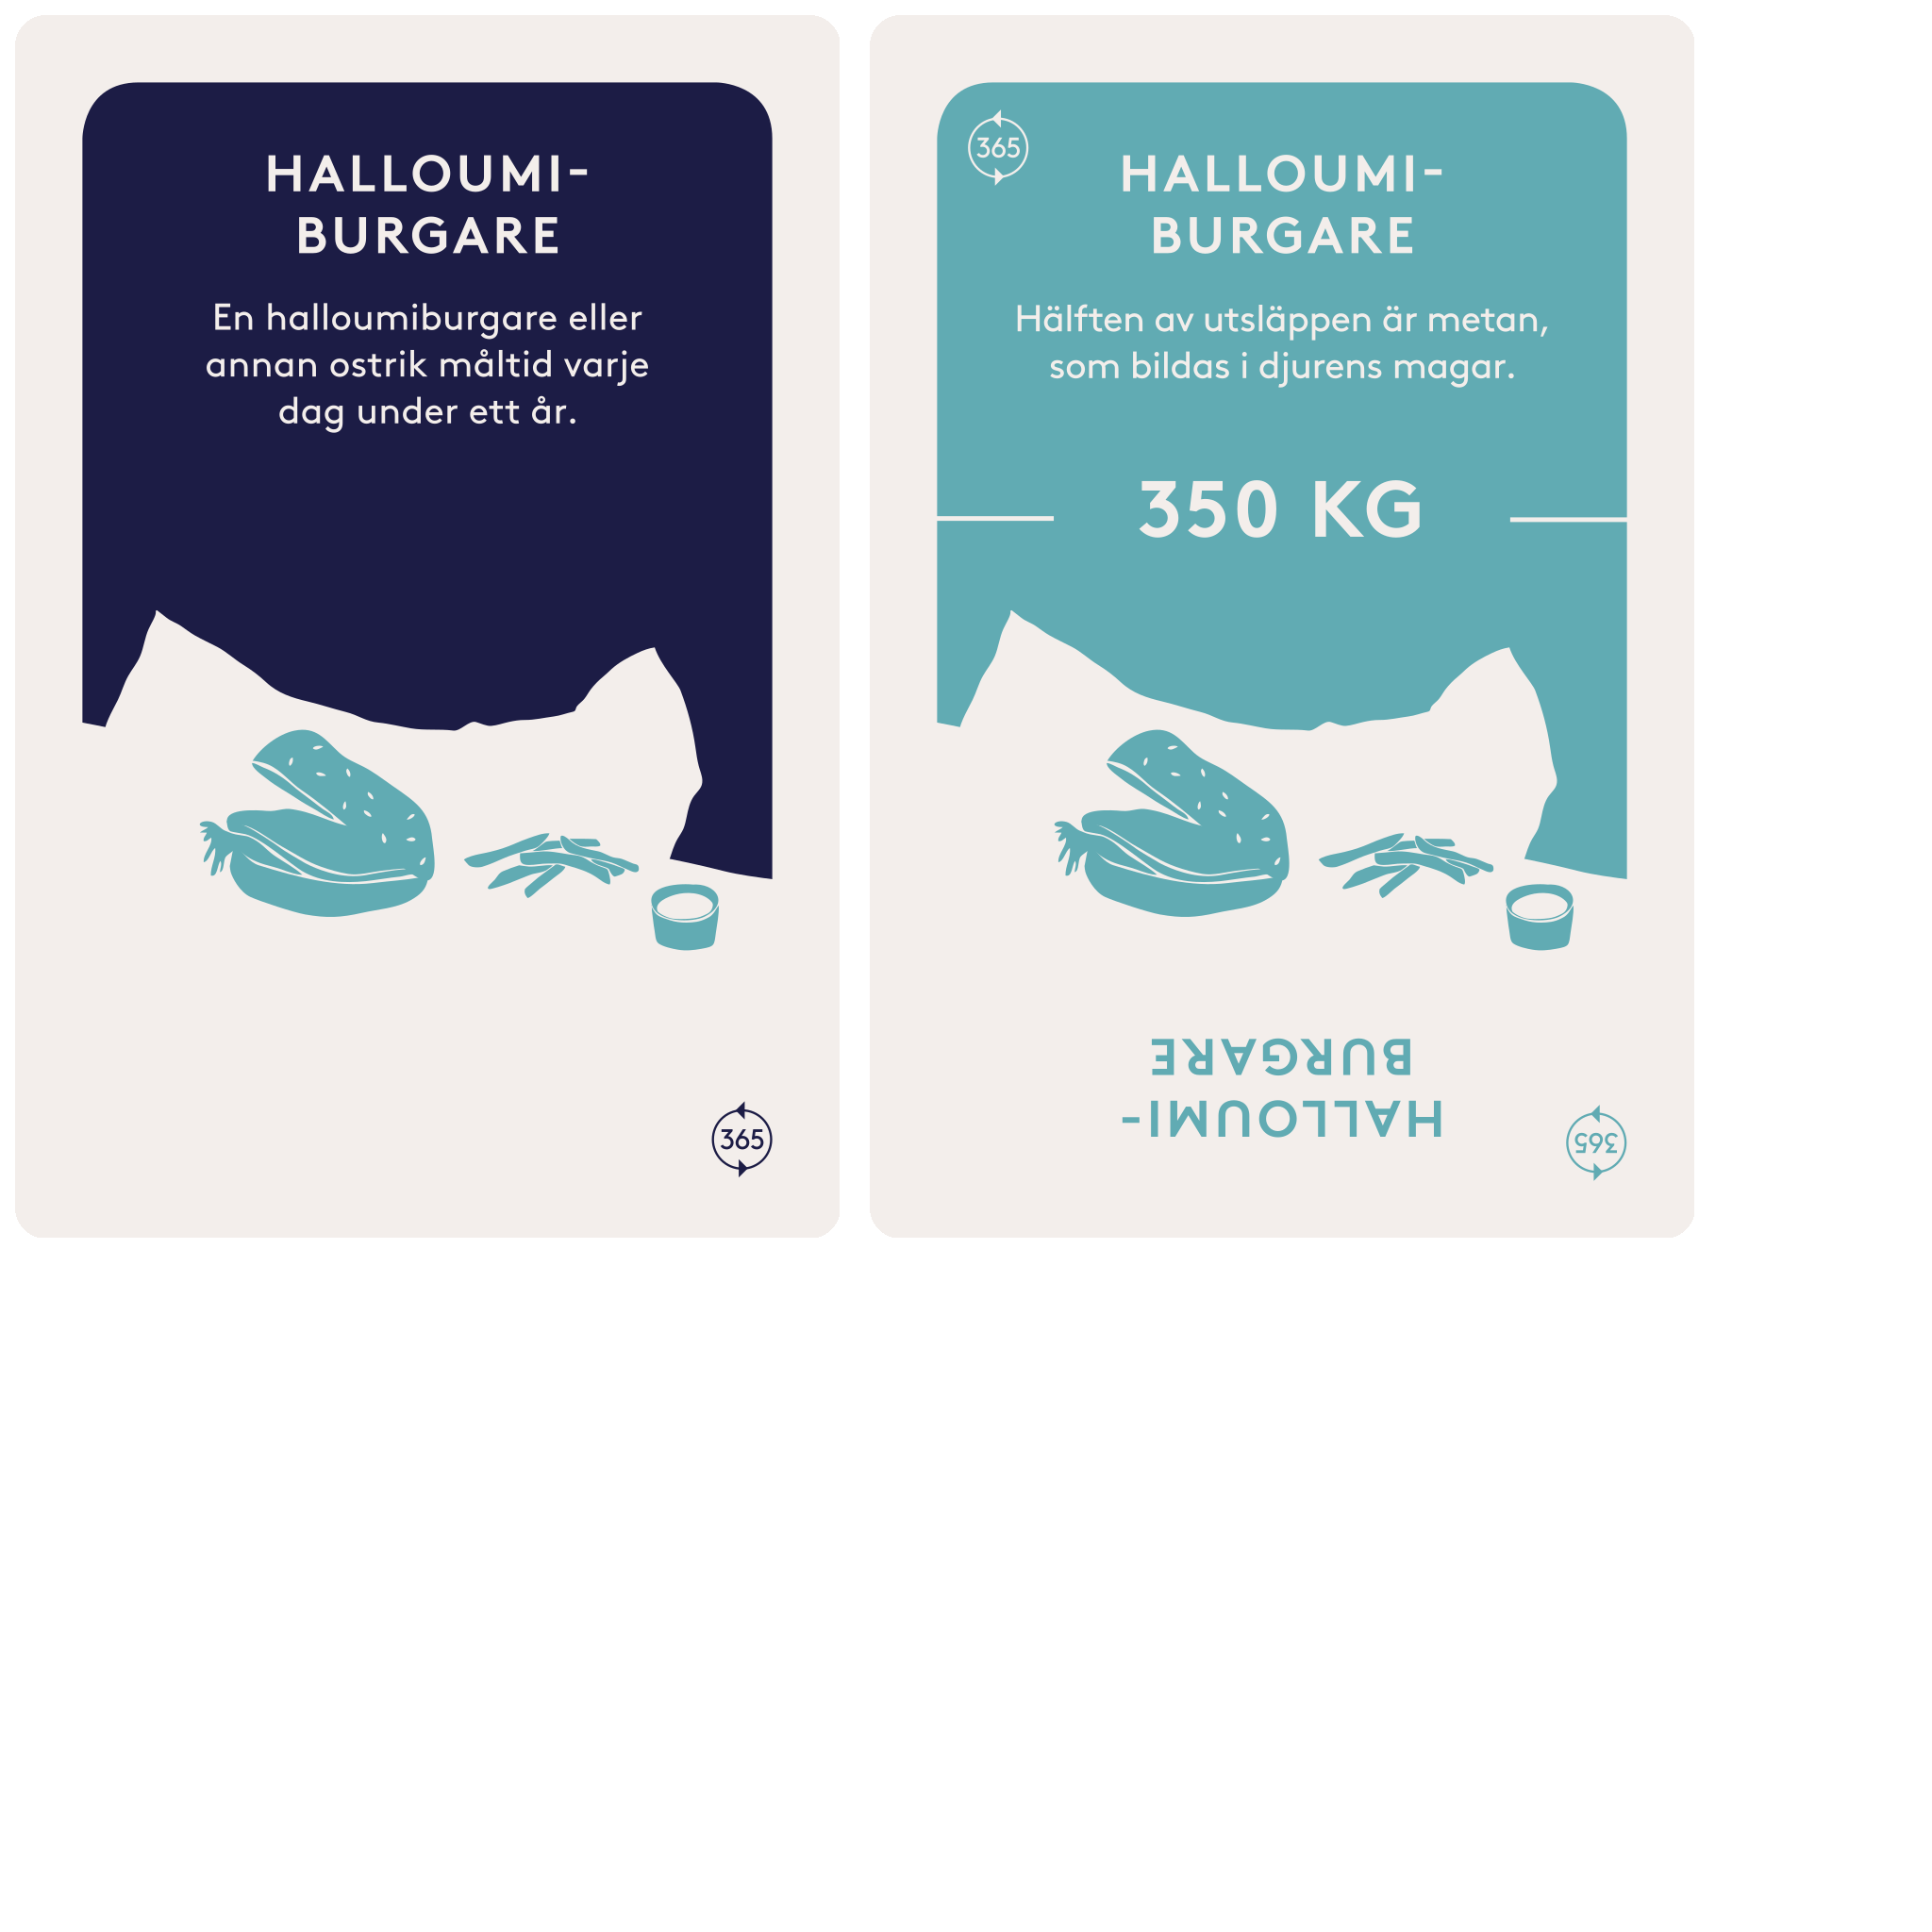 HALLOUMI-
BURGARE
En halloumiburgare eller
annan ostrik måltid varje
dag under ett år.
365
365
HALLOUMI-
BURGARE
Hälften av utsläppen är metan,
som bildas i djurens magar.
350 KG
HALLOUMI-
BURGARE
365